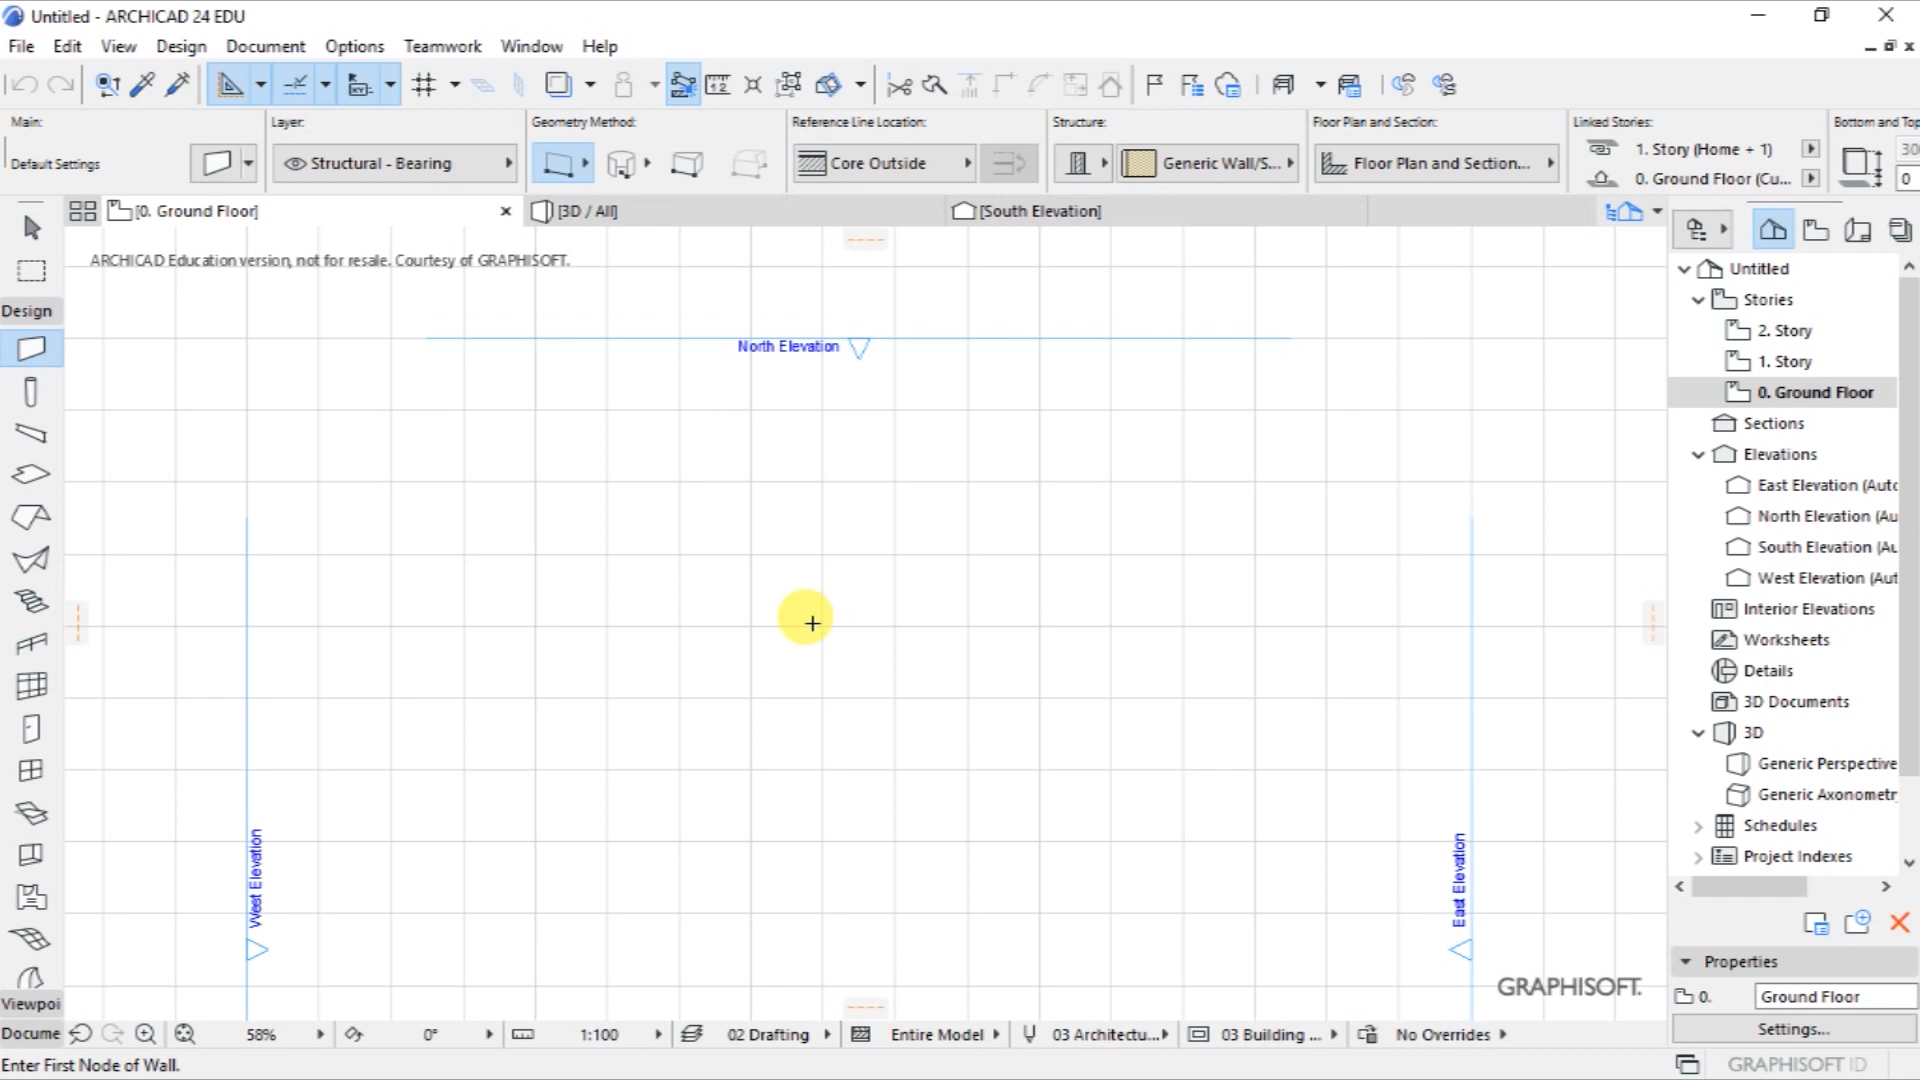 Untitled - ARCHICAD 24 EDU
File Edit View Design Document Options Teamwork Window Help
Main: Layer: Geometry Method: Reference Line Location: Structure: Floor Plan and Section: Linked Stories: Bottom and Top
1. Story (Home + 1)
Default Settings Structural - Bearing Core Outside Generic Wall/S... Floor Plan and Section...
0. Ground Floor (Cu... 0
[0. Ground Floor] [3D / All] [South Elevation]
ARCHICAD Education version, not for resale. Courtesy of GRAPHISOFT.
Design
North Elevation
West Elevation
East Elevation
GRAPHISOFT.
Untitled
Stories
2. Story
1. Story
0. Ground Floor
Sections
Elevations
East Elevation (Auto
North Elevation (Au
South Elevation (Au
West Elevation (Aut
Interior Elevations
Worksheets
Details
3D Documents
3D
Generic Perspective
Generic Axonometr
Schedules
Project Indexes
Properties
0. Ground Floor
Settings...
Viewpoi
Docume 58% 0° 1:100 02 Drafting Entire Model 03 Architectu... 03 Building ... No Overrides
Enter First Node of Wall.
GRAPHISOFT ID